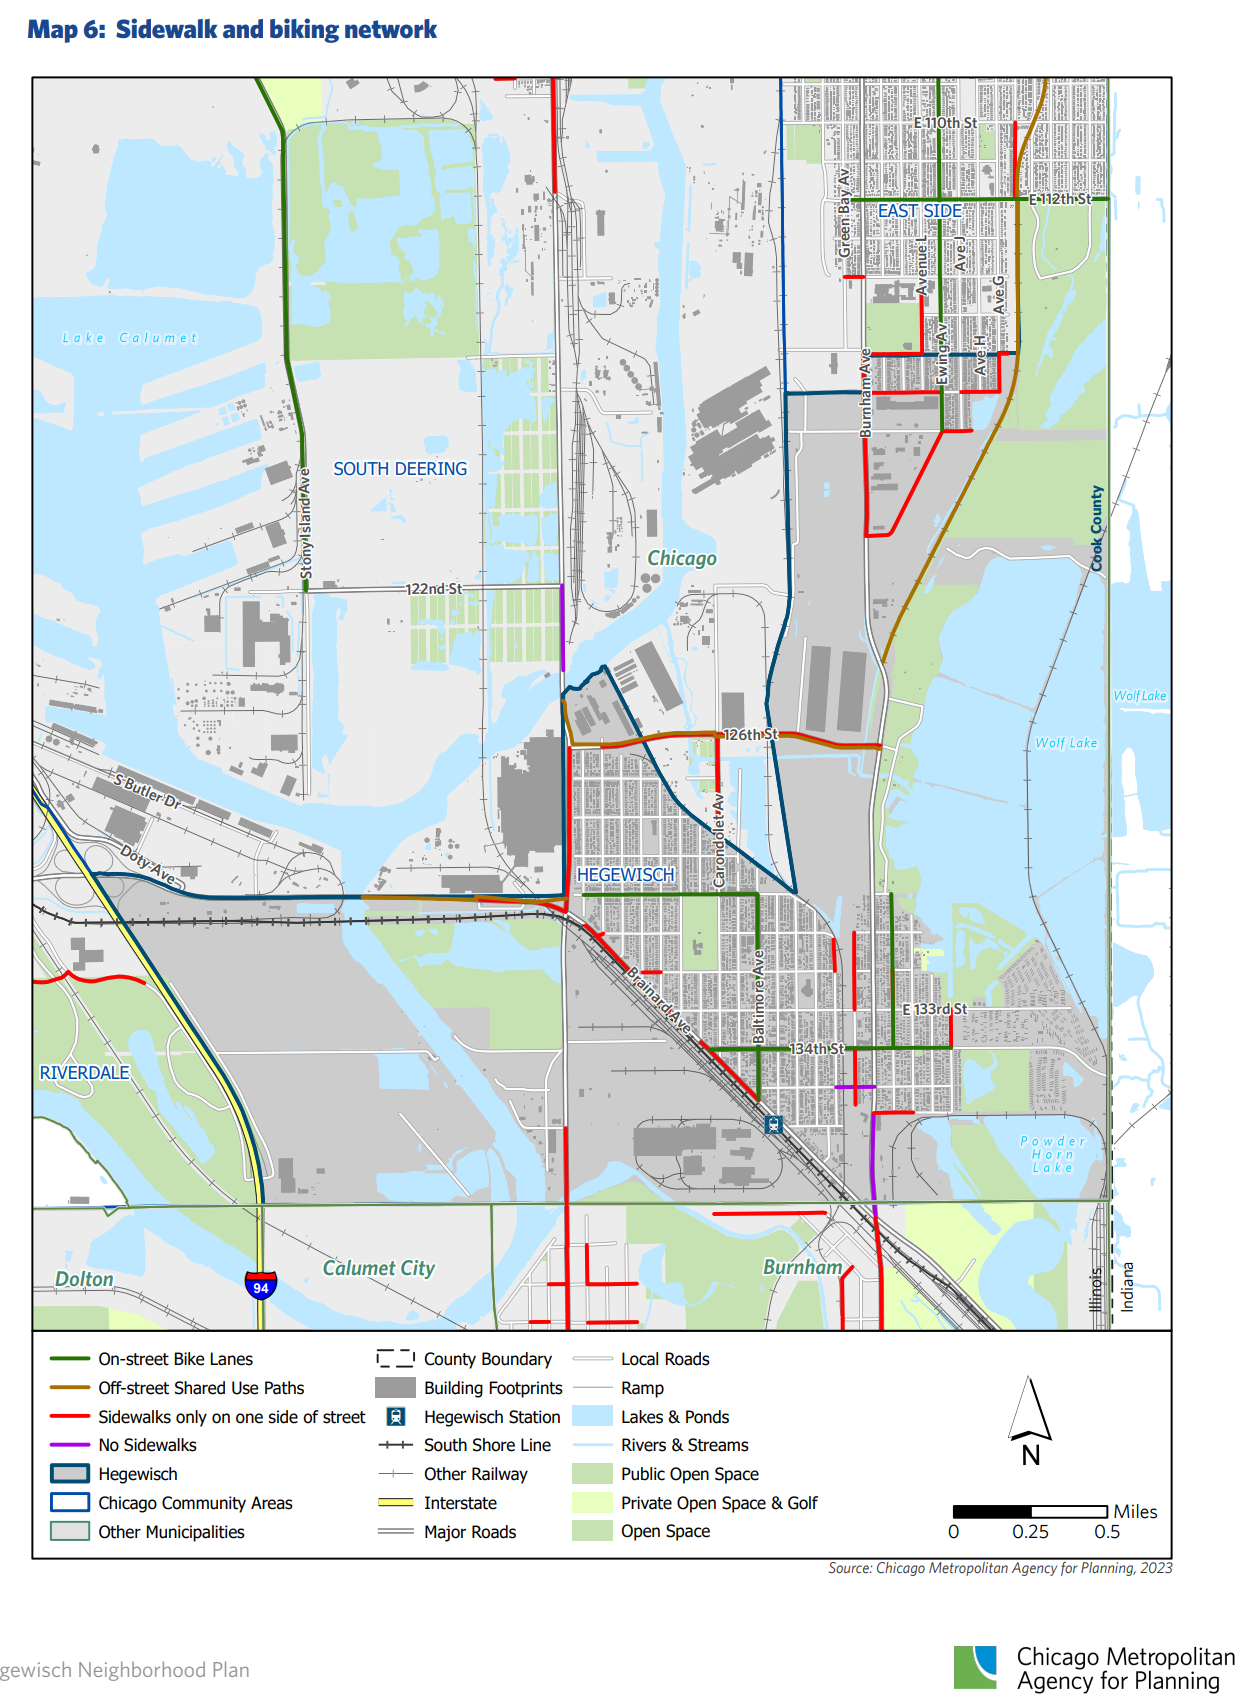 Map 6: Sidewalk and biking network
E 110th St
Green Bay Av
E 112th St
EAST SIDE
Avenue L
Ave J
Ave G
Lake Calumet
Ewing Av
Ave H
Burnham Ave
SOUTH DEERING
Stony Island Ave
Cook County
Chicago
122nd St
Wolf Lake
126th St
Wolf Lake
S Butler Dr
Carondolet Av
Doty Ave
HEGEWISCH
Brainard Ave
Baltimore Ave
E 133rd St
134th St
RIVERDALE
Powder
Horn
Lake
Dolton
Calumet City
Burnham
94
Illinois
Indiana
On-street Bike Lanes
Off-street Shared Use Paths
Sidewalks only on one side of street
No Sidewalks
Hegewisch
Chicago Community Areas
Other Municipalities
County Boundary
Building Footprints
Hegewisch Station
South Shore Line
Other Railway
Interstate
Major Roads
Local Roads
Ramp
Lakes & Ponds
Rivers & Streams
Public Open Space
Private Open Space & Golf
Open Space
N
Miles
0 0.25 0.5
Source: Chicago Metropolitan Agency for Planning, 2023
gewisch Neighborhood Plan
Chicago Metropolitan
Agency for Planning